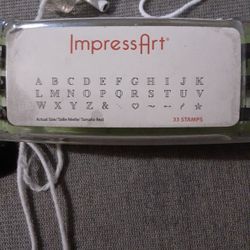 ImpressArt®
A B C D E F G H I J K
L M N O P Q R S T U V
W X Y Z &
Actual Size/Taille Réelle/Tamaño Real
33 STAMPS